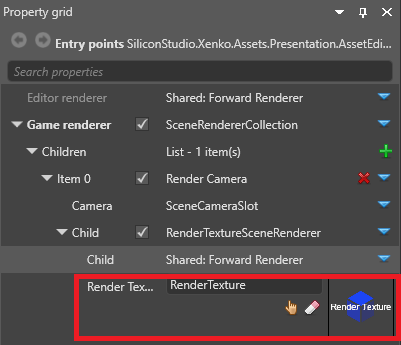 Property grid
Entry points SiliconStudio.Xenko.Assets.Presentation.AssetEdi...
Search properties
Editor renderer Shared: Forward Renderer
Game renderer SceneRendererCollection
Children List - 1 item(s)
Item 0 Render Camera
Camera SceneCameraSlot
Child RenderTextureSceneRenderer
Child Shared: Forward Renderer
Render Tex... RenderTexture
Render Texture